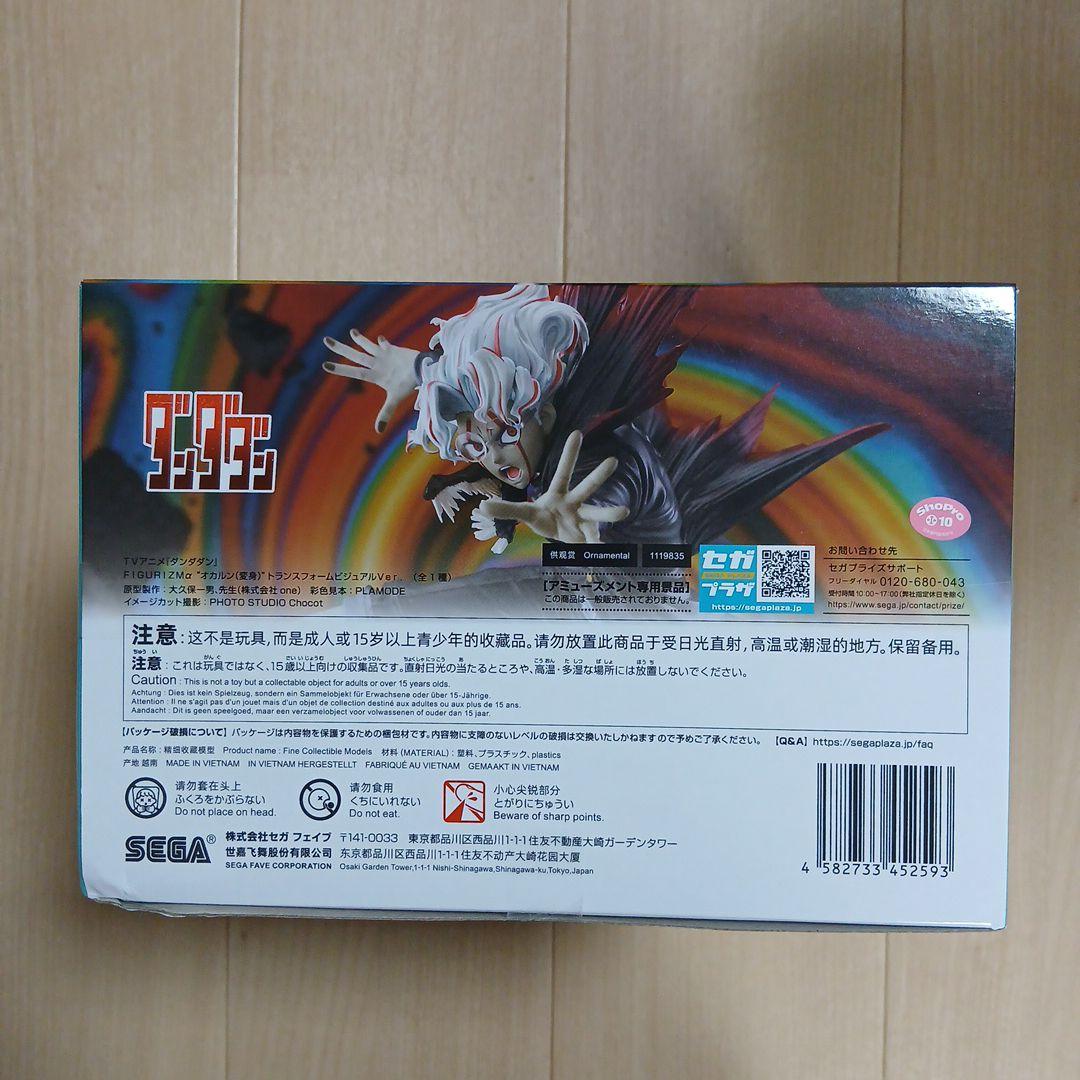 ダンダダン
ShoPro
10
TVアニメ『ダンダダン』
FIGURIZMα “オカルン(変身)”トランスフォームビジュアルVer. (全1種)
原型製作：大久保一男、先生(株式会社 one) 彩色見本：PLAMODE
イメージカット撮影：PHOTO STUDIO Chocot
供观赏 Ornamental 1119835
[アミューズメント専用景品]
この商品は一般販売されておりません。
セガ
プラザ
https://segaplaza.jp
お問い合わせ先
セガプライズサポート
フリーダイヤル 0120-680-043
受付時間 10:00~17:00 (弊社指定休日を除く)
https://www.sega.jp/contact/prize/
注意：这不是玩具，而是成人或15岁以上青少年的收藏品。请勿放置此商品于受日光直射，高温或潮湿的地方。保留备用。
注意：これは玩具ではなく、15歳以上向けの収集品です。直射日光の当たるところや、高温・多湿な場所には放置しないでください。
Caution : This is not a toy but a collectable object for adults or over 15 years olds.
Achtung : Dies ist kein Spielzeug, sondern ein Sammelobjekt für Erwachsene oder über 15-Jährige.
Attention : Il ne s'agit pas d'un jouet mais d'un objet de collection destiné aux adultes ou aux plus de 15 ans.
Aandacht : Dit is geen speelgoed, maar een verzamelobject voor volwassenen of ouder dan 15 jaar.
【パッケージ破損について】パッケージは内容物を保護するための梱包材です。内容物に支障のないレベルの破損は交換いたしかねますので予めご了承ください。 【Q&A】https://segaplaza.jp/faq
产品名称：精细收藏模型 Product name : Fine Collectible Models 材料(MATERIAL)：塑料、プラスチック、plastics
产地 越南 MADE IN VIETNAM IN VIETNAM HERGESTELLT FABRIQUÉ AU VIETNAM GEMAAKT IN VIETNAM
请勿套在头上
ふくろをかぶらない
Do not place on head.
请勿食用
くちにいれない
Do not eat.
小心尖锐部分
とがりにちゅうい
Beware of sharp points.
SEGA®
株式会社セガ フェイブ 〒141-0033 東京都品川区西品川1-1-1住友不動産大崎ガーデンタワー
世嘉飞舞股份有限公司 东京都品川区西品川1-1-1住友不动产大崎花园大厦
SEGA FAVE CORPORATION Osaki Garden Tower,1-1-1 Nishi-Shinagawa,Shinagawa-ku,Tokyo,Japan
4 582733 452593